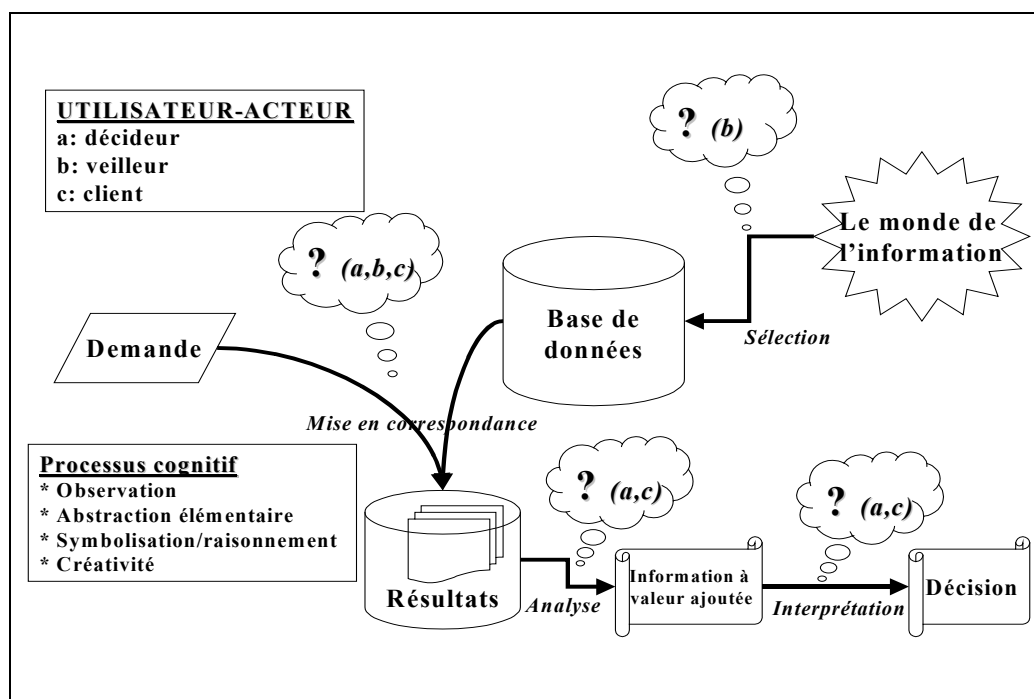 UTILISATEUR-ACTEUR
a: décideur
b: veilleur
c: client
? (b)
Le monde de
l’information
? (a,b,c)
Base de
données
Sélection
Demande
Mise en correspondance
Processus cognitif
* Observation
* Abstraction élémentaire
* Symbolisation/raisonnement
* Créativité
? (a,c)
? (a,c)
Résultats
Analyse
Information à
valeur ajoutée
Interprétation
Décision